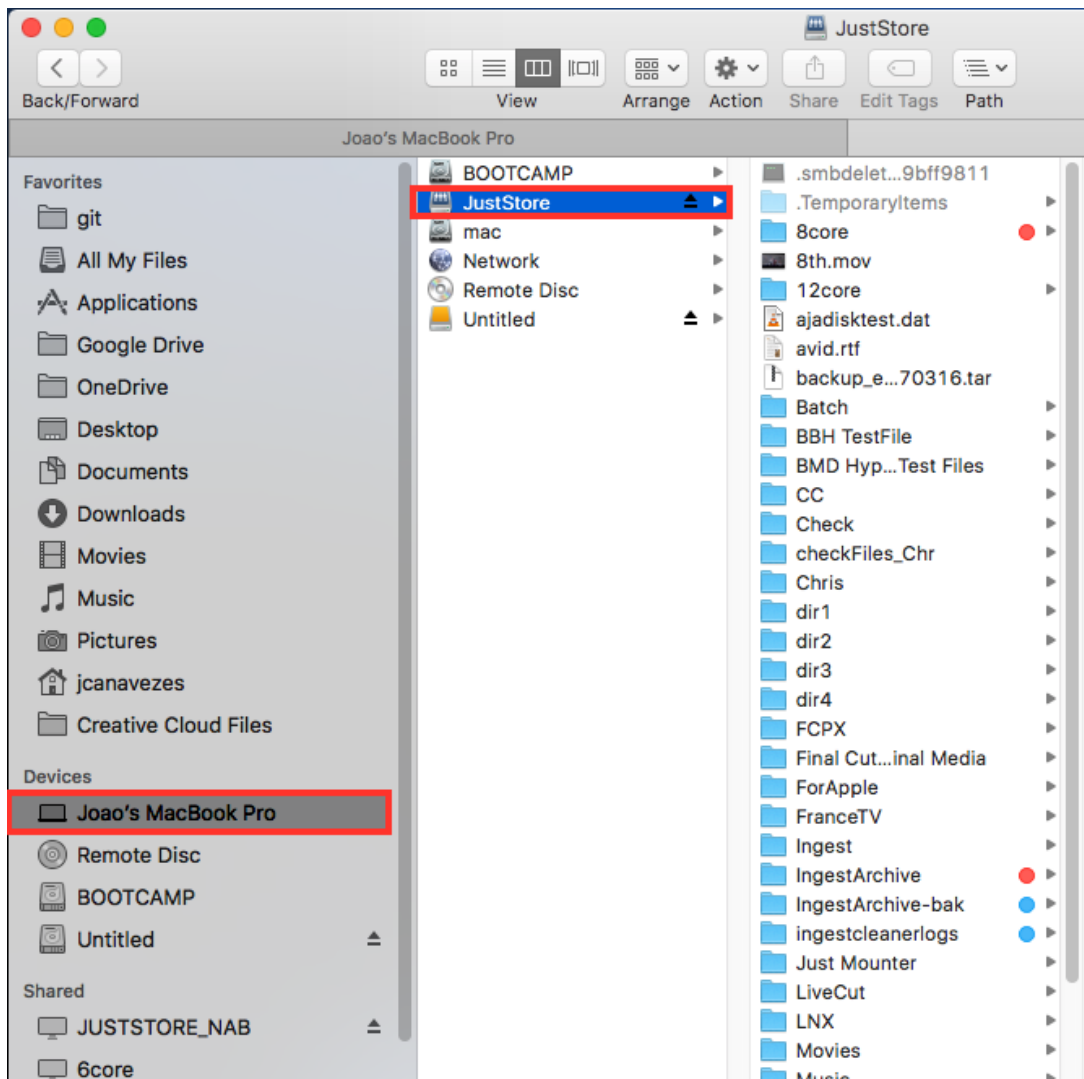 JustStore
Back/Forward
View
Arrange
Action
Share
Edit Tags
Path
Joao's MacBook Pro
Favorites
git
All My Files
Applications
Google Drive
OneDrive
Desktop
Documents
Downloads
Movies
Music
Pictures
jcanavezes
Creative Cloud Files
Devices
Joao's MacBook Pro
Remote Disc
BOOTCAMP
Untitled
Shared
JUSTSTORE_NAB
6core
BOOTCAMP
JustStore
mac
Network
Remote Disc
Untitled
.smbdelet...9bff9811
.TemporaryItems
8core
8th.mov
12core
ajadisktest.dat
avid.rtf
backup_e...70316.tar
Batch
BBH TestFile
BMD Hyp...Test Files
CC
Check
checkFiles_Chr
Chris
dir1
dir2
dir3
dir4
FCPX
Final Cut...inal Media
ForApple
FranceTV
Ingest
IngestArchive
IngestArchive-bak
ingestcleanerlogs
Just Mounter
LiveCut
LNX
Movies
Music